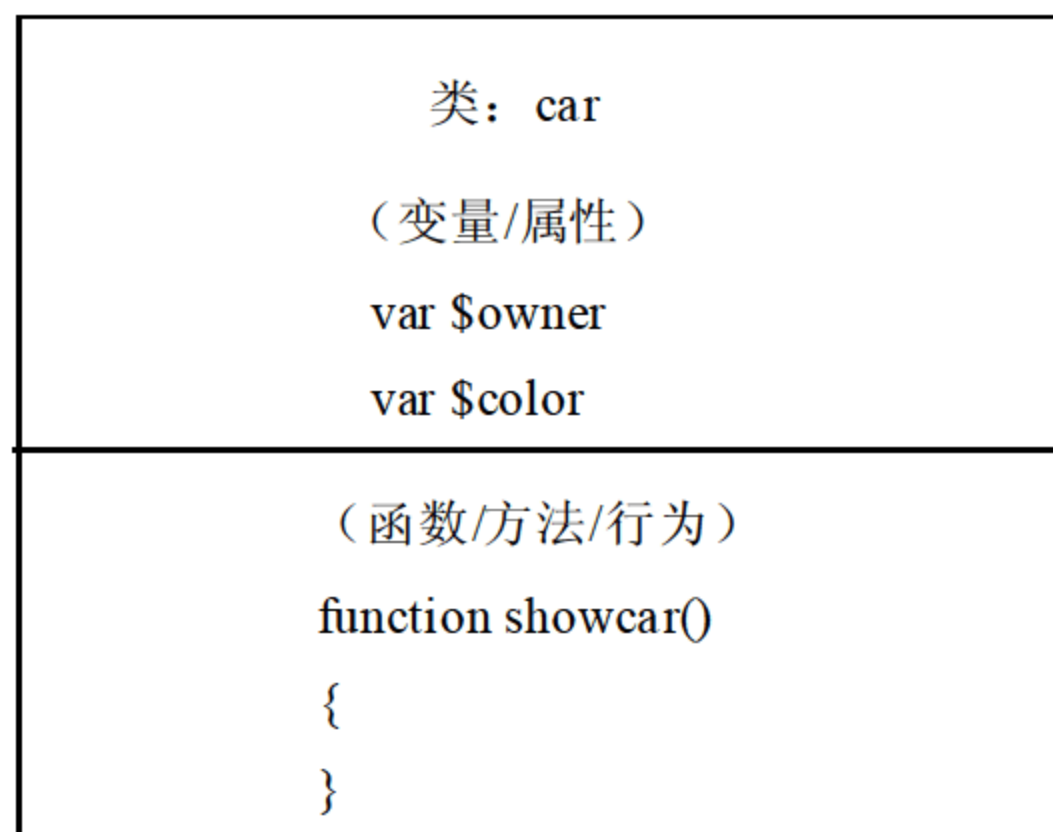 类：car
（变量/属性）
var $owner
var $color
（函数/方法/行为）
function showcar()
{
}